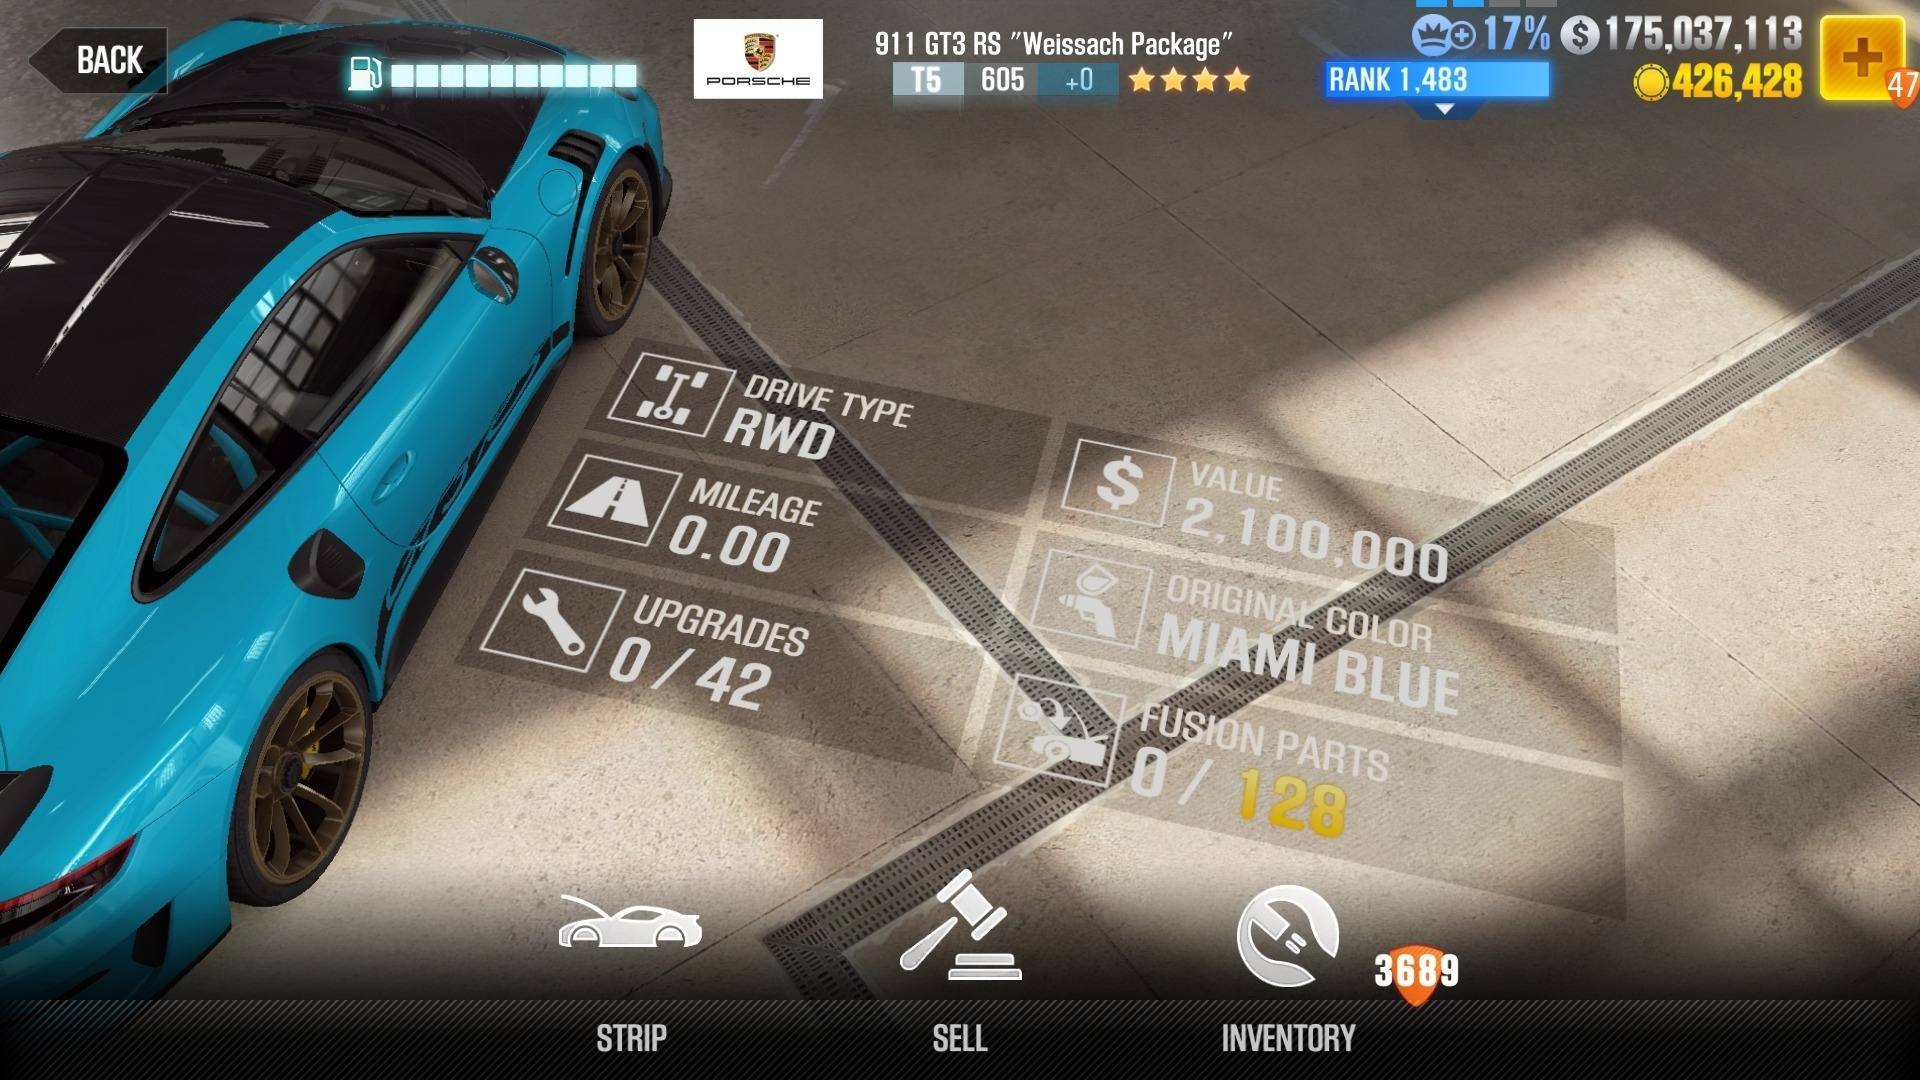 BACK
PORSCHE
911 GT3 RS "Weissach Package"
T5 605 +0
17%
175,037,113
RANK 1,483
426,428
47
DRIVE TYPE
RWD
MILEAGE
0.00
UPGRADES
0 / 42
VALUE
2,100,000
ORIGINAL COLOR
MIAMI BLUE
FUSION PARTS
0 / 128
3689
STRIP
SELL
INVENTORY